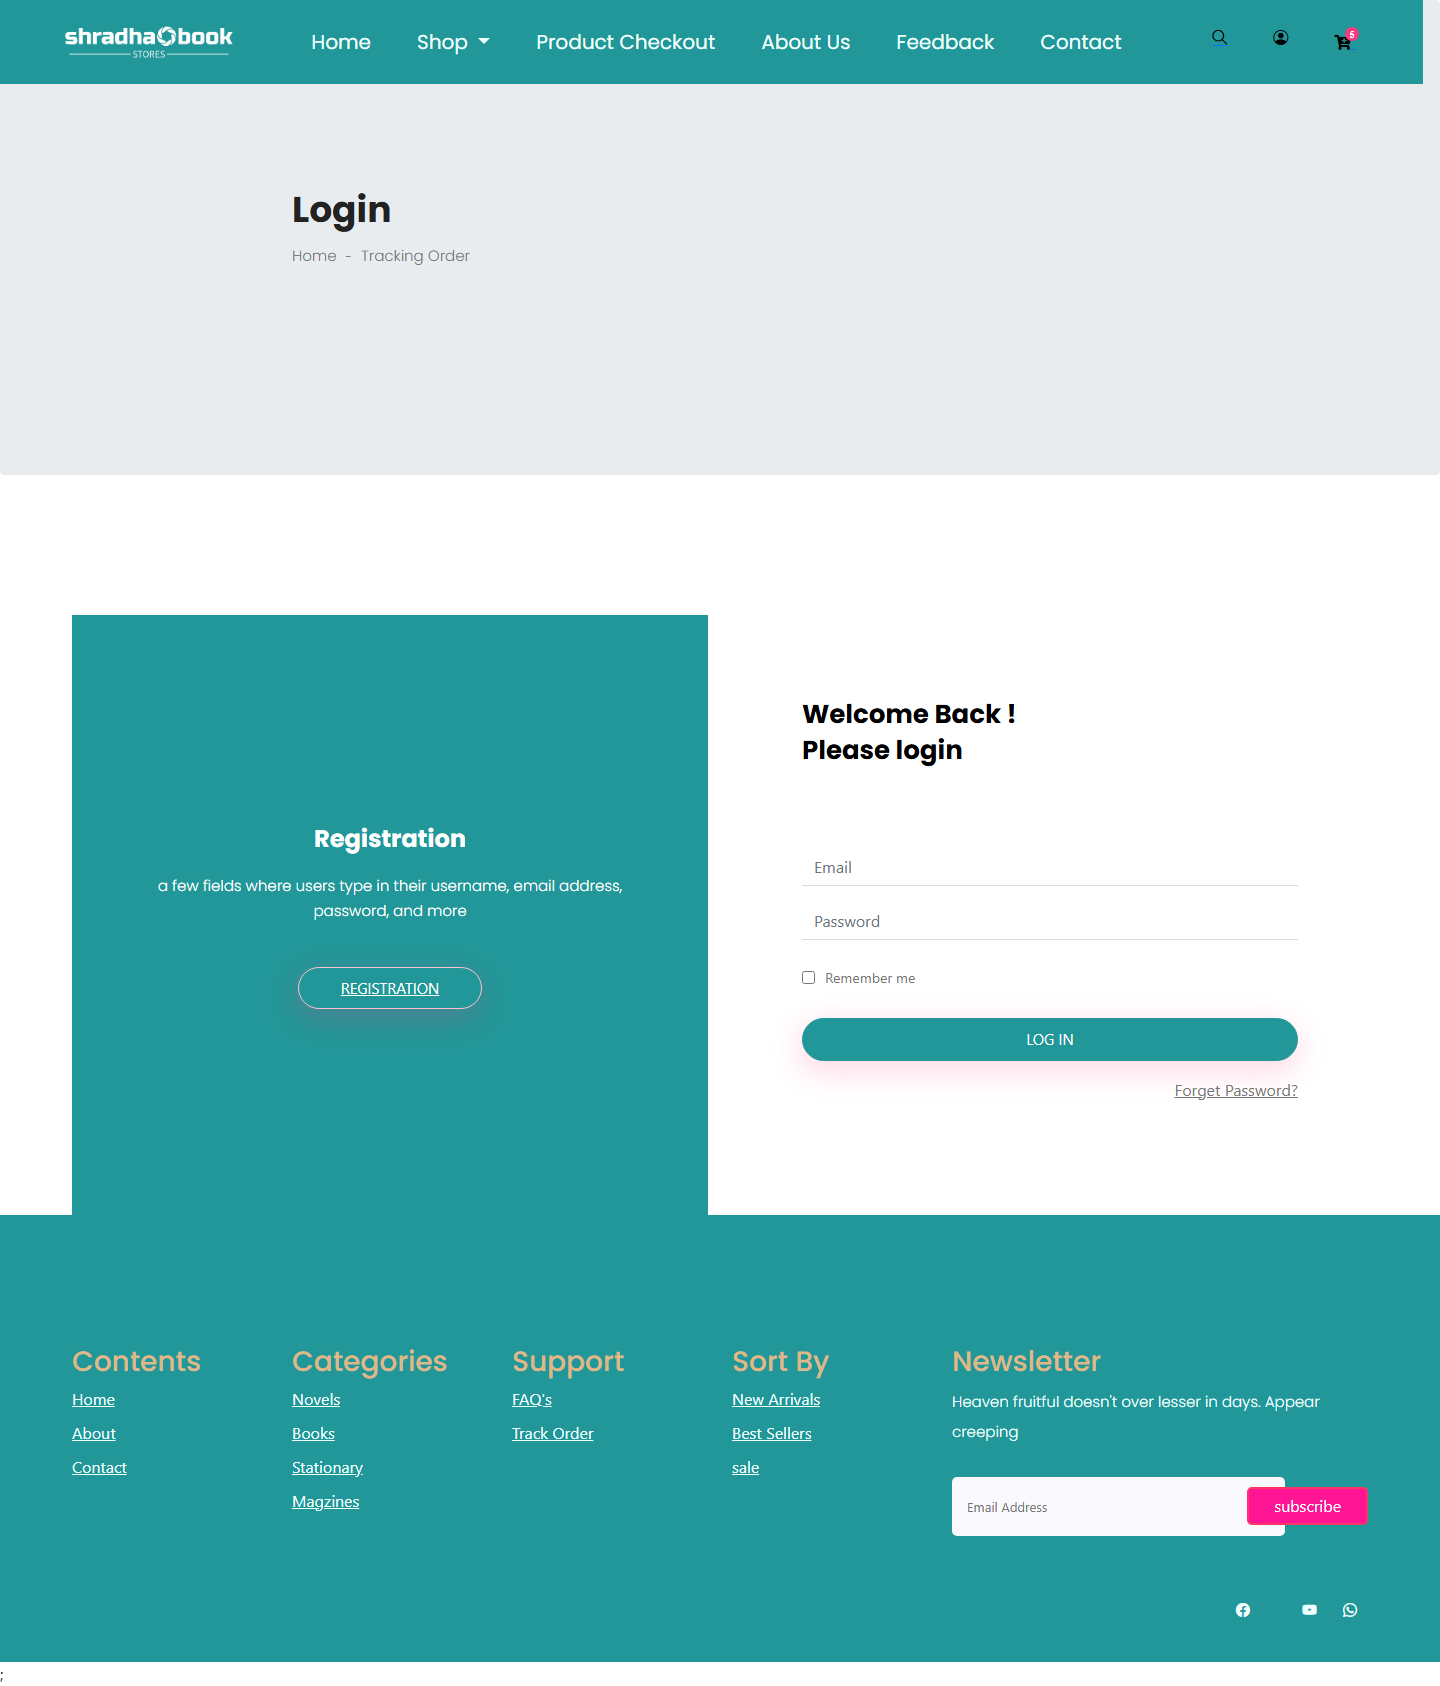 shradha book
STORES
Home Shop Product Checkout About Us Feedback Contact 5
Login
Home - Tracking Order
Welcome Back !
Please login
Registration
a few fields where users type in their username, email address,
password, and more
REGISTRATION
Email
Password
Remember me
LOG IN
Forget Password?
Contents
Home
About
Contact
Categories
Novels
Books
Stationary
Magzines
Support
FAQ's
Track Order
Sort By
New Arrivals
Best Sellers
sale
Newsletter
Heaven fruitful doesn't over lesser in days. Appear
creeping
Email Address subscribe
;